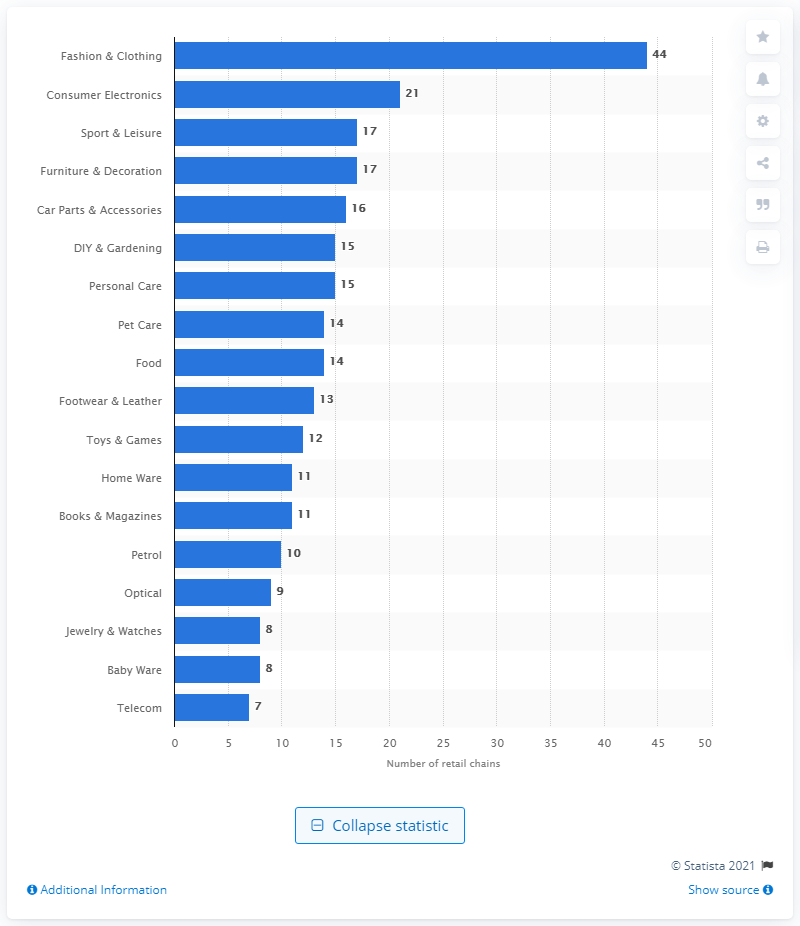 Fashion & Clothing 44
Consumer Electronics 21
Sport & Leisure 17
Furniture & Decoration 17
Car Parts & Accessories 16
DIY & Gardening 15
Personal Care 15
Pet Care 14
Food 14
Footwear & Leather 13
Toys & Games 12
Home Ware 11
Books & Magazines 11
Petrol 10
Optical 9
Jewelry & Watches 8
Baby Ware 8
Telecom 7
0 5 10 15 20 25 30 35 40 45 50
Number of retail chains
Collapse statistic
© Statista 2021
Additional Information
Show source